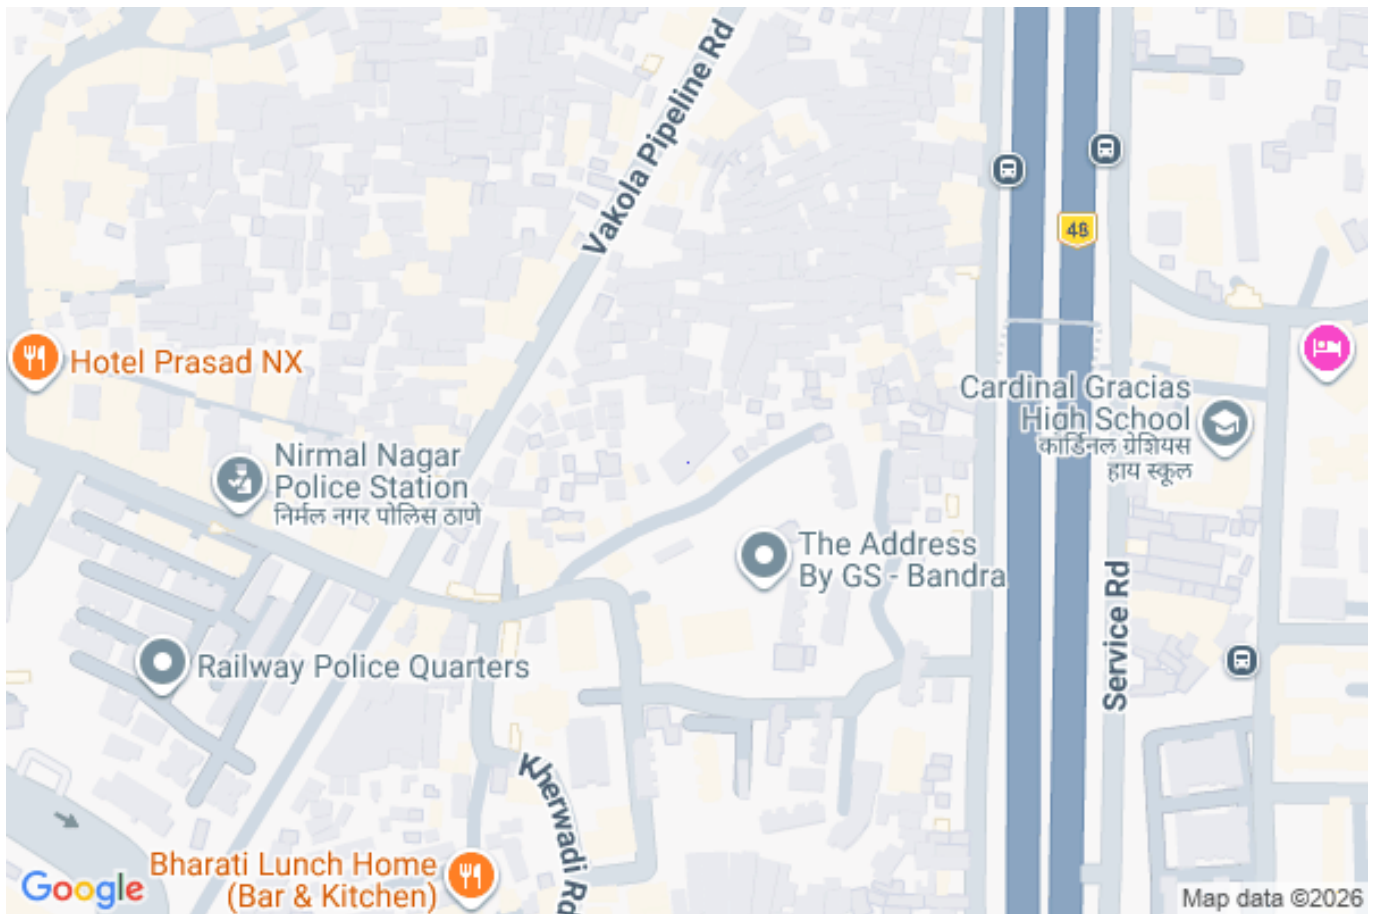 Vakola Pipeline Rd
48
Hotel Prasad NX
Cardinal Gracias
High School
कार्डिनल ग्रेशियस
हाय स्कूल
Nirmal Nagar
Police Station
निर्मल नगर पोलिस ठाणे
The Address
By GS - Bandra
Service Rd
Railway Police Quarters
Kherwadi Rd
Bharati Lunch Home
(Bar & Kitchen)
Google
Map data ©2026